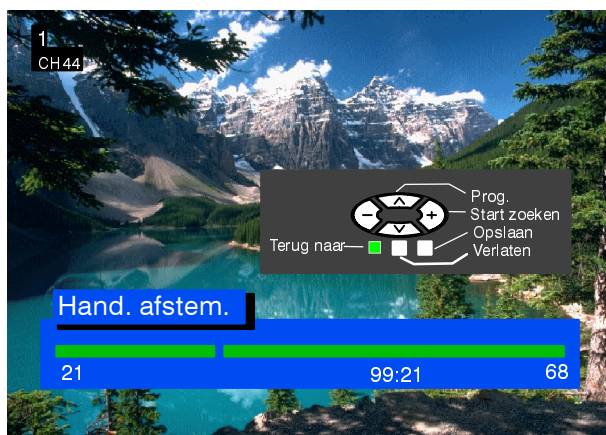 1
CH44
Prog.
Start zoeken
Opslaan
Terug naar
Verlaten
Hand. afstem.
21 99:21 68